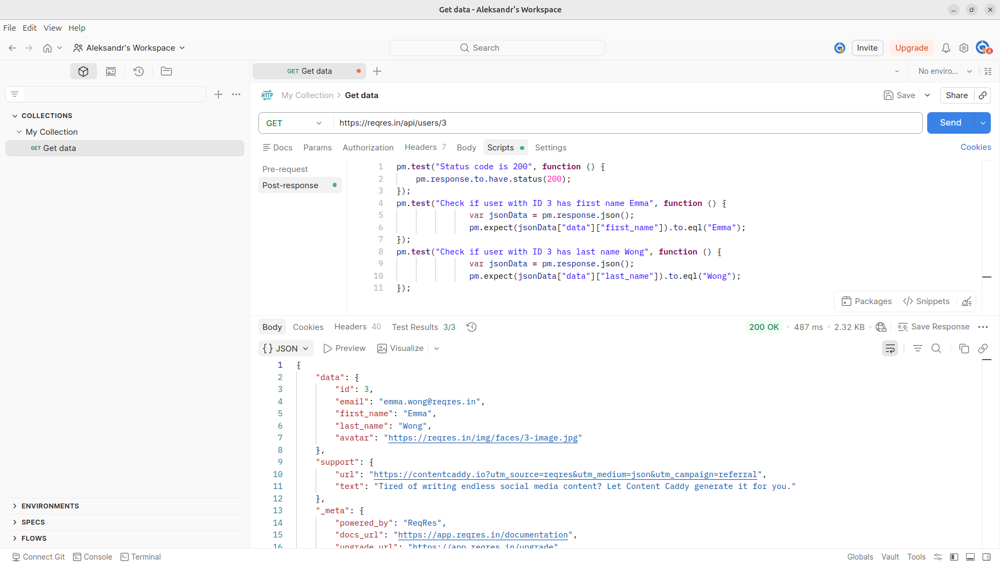 Get data - Aleksandr's Workspace
File Edit View Help
Aleksandr's Workspace
Search
Invite
Upgrade
A
GET Get data
No enviro...
COLLECTIONS
My Collection
GET Get data
HTTP My Collection > Get data
Save
Share
GET
https://reqres.in/api/users/3
Send
Docs Params Authorization Headers 7 Body Scripts Settings
Cookies
Pre-request
Post-response
1 pm.test("Status code is 200", function () {
2 pm.response.to.have.status(200);
3 });
4 pm.test("Check if user with ID 3 has first name Emma", function () {
5 var jsonData = pm.response.json();
6 pm.expect(jsonData["data"]["first_name"]).to.eql("Emma");
7 });
8 pm.test("Check if user with ID 3 has last name Wong", function () {
9 var jsonData = pm.response.json();
10 pm.expect(jsonData["data"]["last_name"]).to.eql("Wong");
11 });
Packages </> Snippets
Body Cookies Headers 40 Test Results 3/3
200 OK • 487 ms • 2.32 KB •
e.g. Save Response
{} JSON Preview Visualize
1 {
2 "data": {
3 "id": 3,
4 "email": "emma.wong@reqres.in",
5 "first_name": "Emma",
6 "last_name": "Wong",
7 "avatar": "https://reqres.in/img/faces/3-image.jpg"
8 },
9 "support": {
10 "url": "https://contentcaddy.io?utm_source=reqres&utm_medium=json&utm_campaign=referral",
11 "text": "Tired of writing endless social media content? Let Content Caddy generate it for you."
12 },
13 "_meta": {
14 "powered_by": "ReqRes",
15 "docs_url": "https://app.reqres.in/documentation",
16 "upgrade_url": "https://app.reqres.in/upgrade"
ENVIRONMENTS
SPECS
FLOWS
Connect Git Console Terminal
Globals Vault Tools